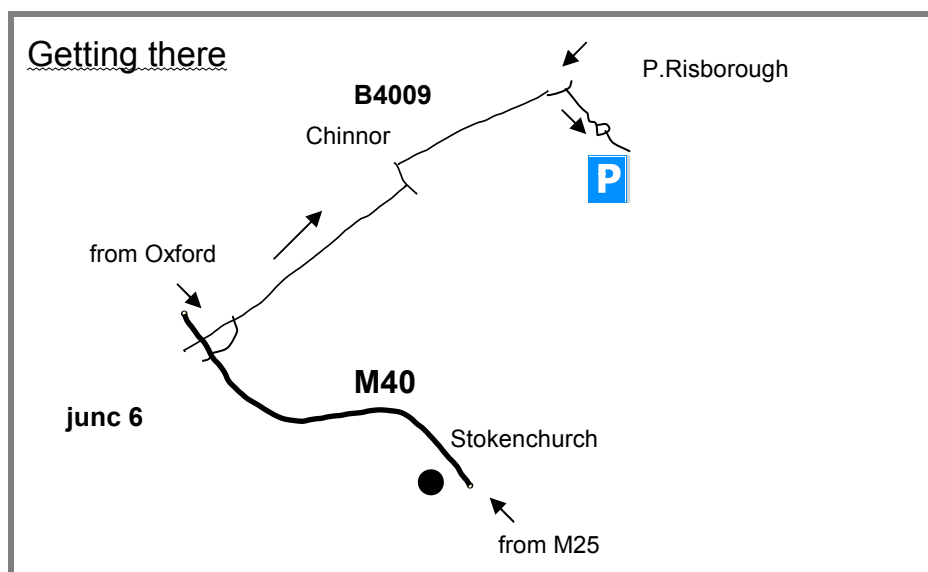 Getting there
P.Risborough
B4009
Chinnor
P
from Oxford
M40
junc 6
Stokenchurch
from M25